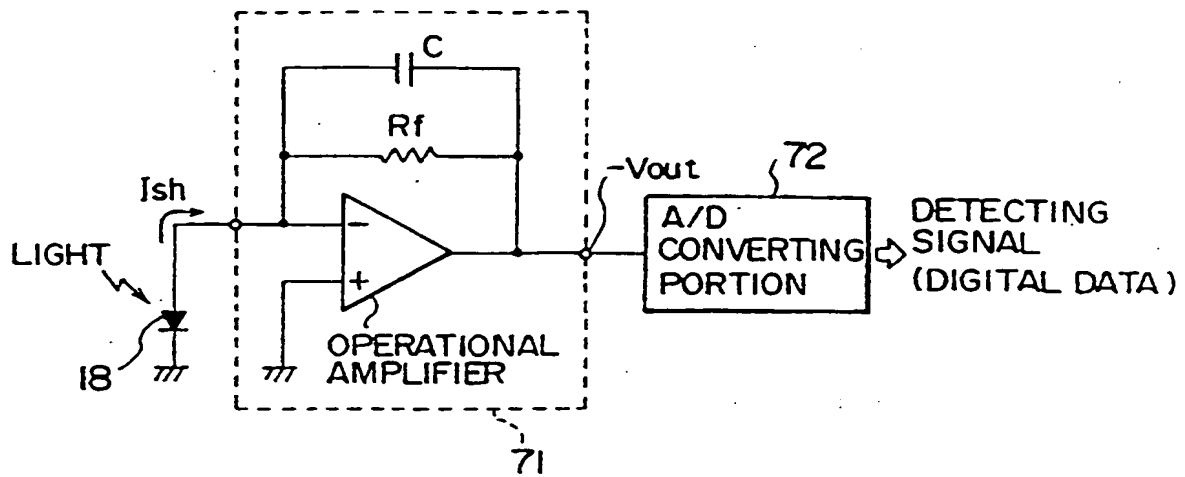 C
Rf
Ish
-Vout
72
LIGHT
A/D
CONVERTING
PORTION
DETECTING
SIGNAL
(DIGITAL DATA)
−
+
18
OPERATIONAL
AMPLIFIER
71